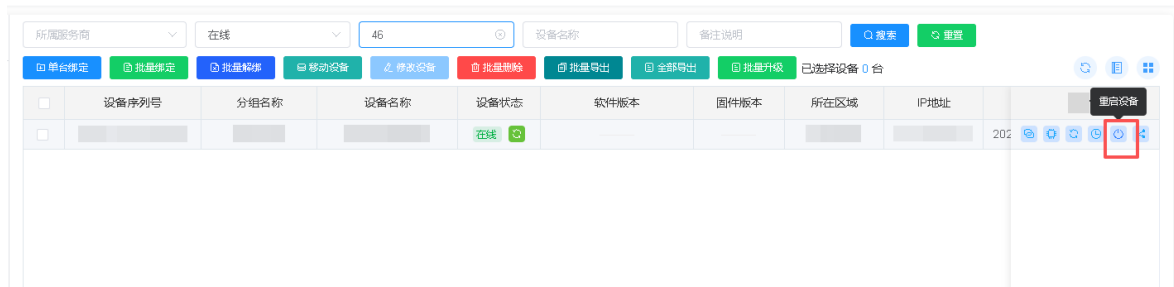 所属服务商 在线 46 设备名称 备注说明 搜索 重置
单台绑定 批量绑定 批量解绑 移动设备 修改设备 批量删除 批量导出 全部导出 批量升级 已选择设备 0 台
设备序列号 分组名称 设备名称 设备状态 软件版本 固件版本 所在区域 IP地址 重启设备
在线 202